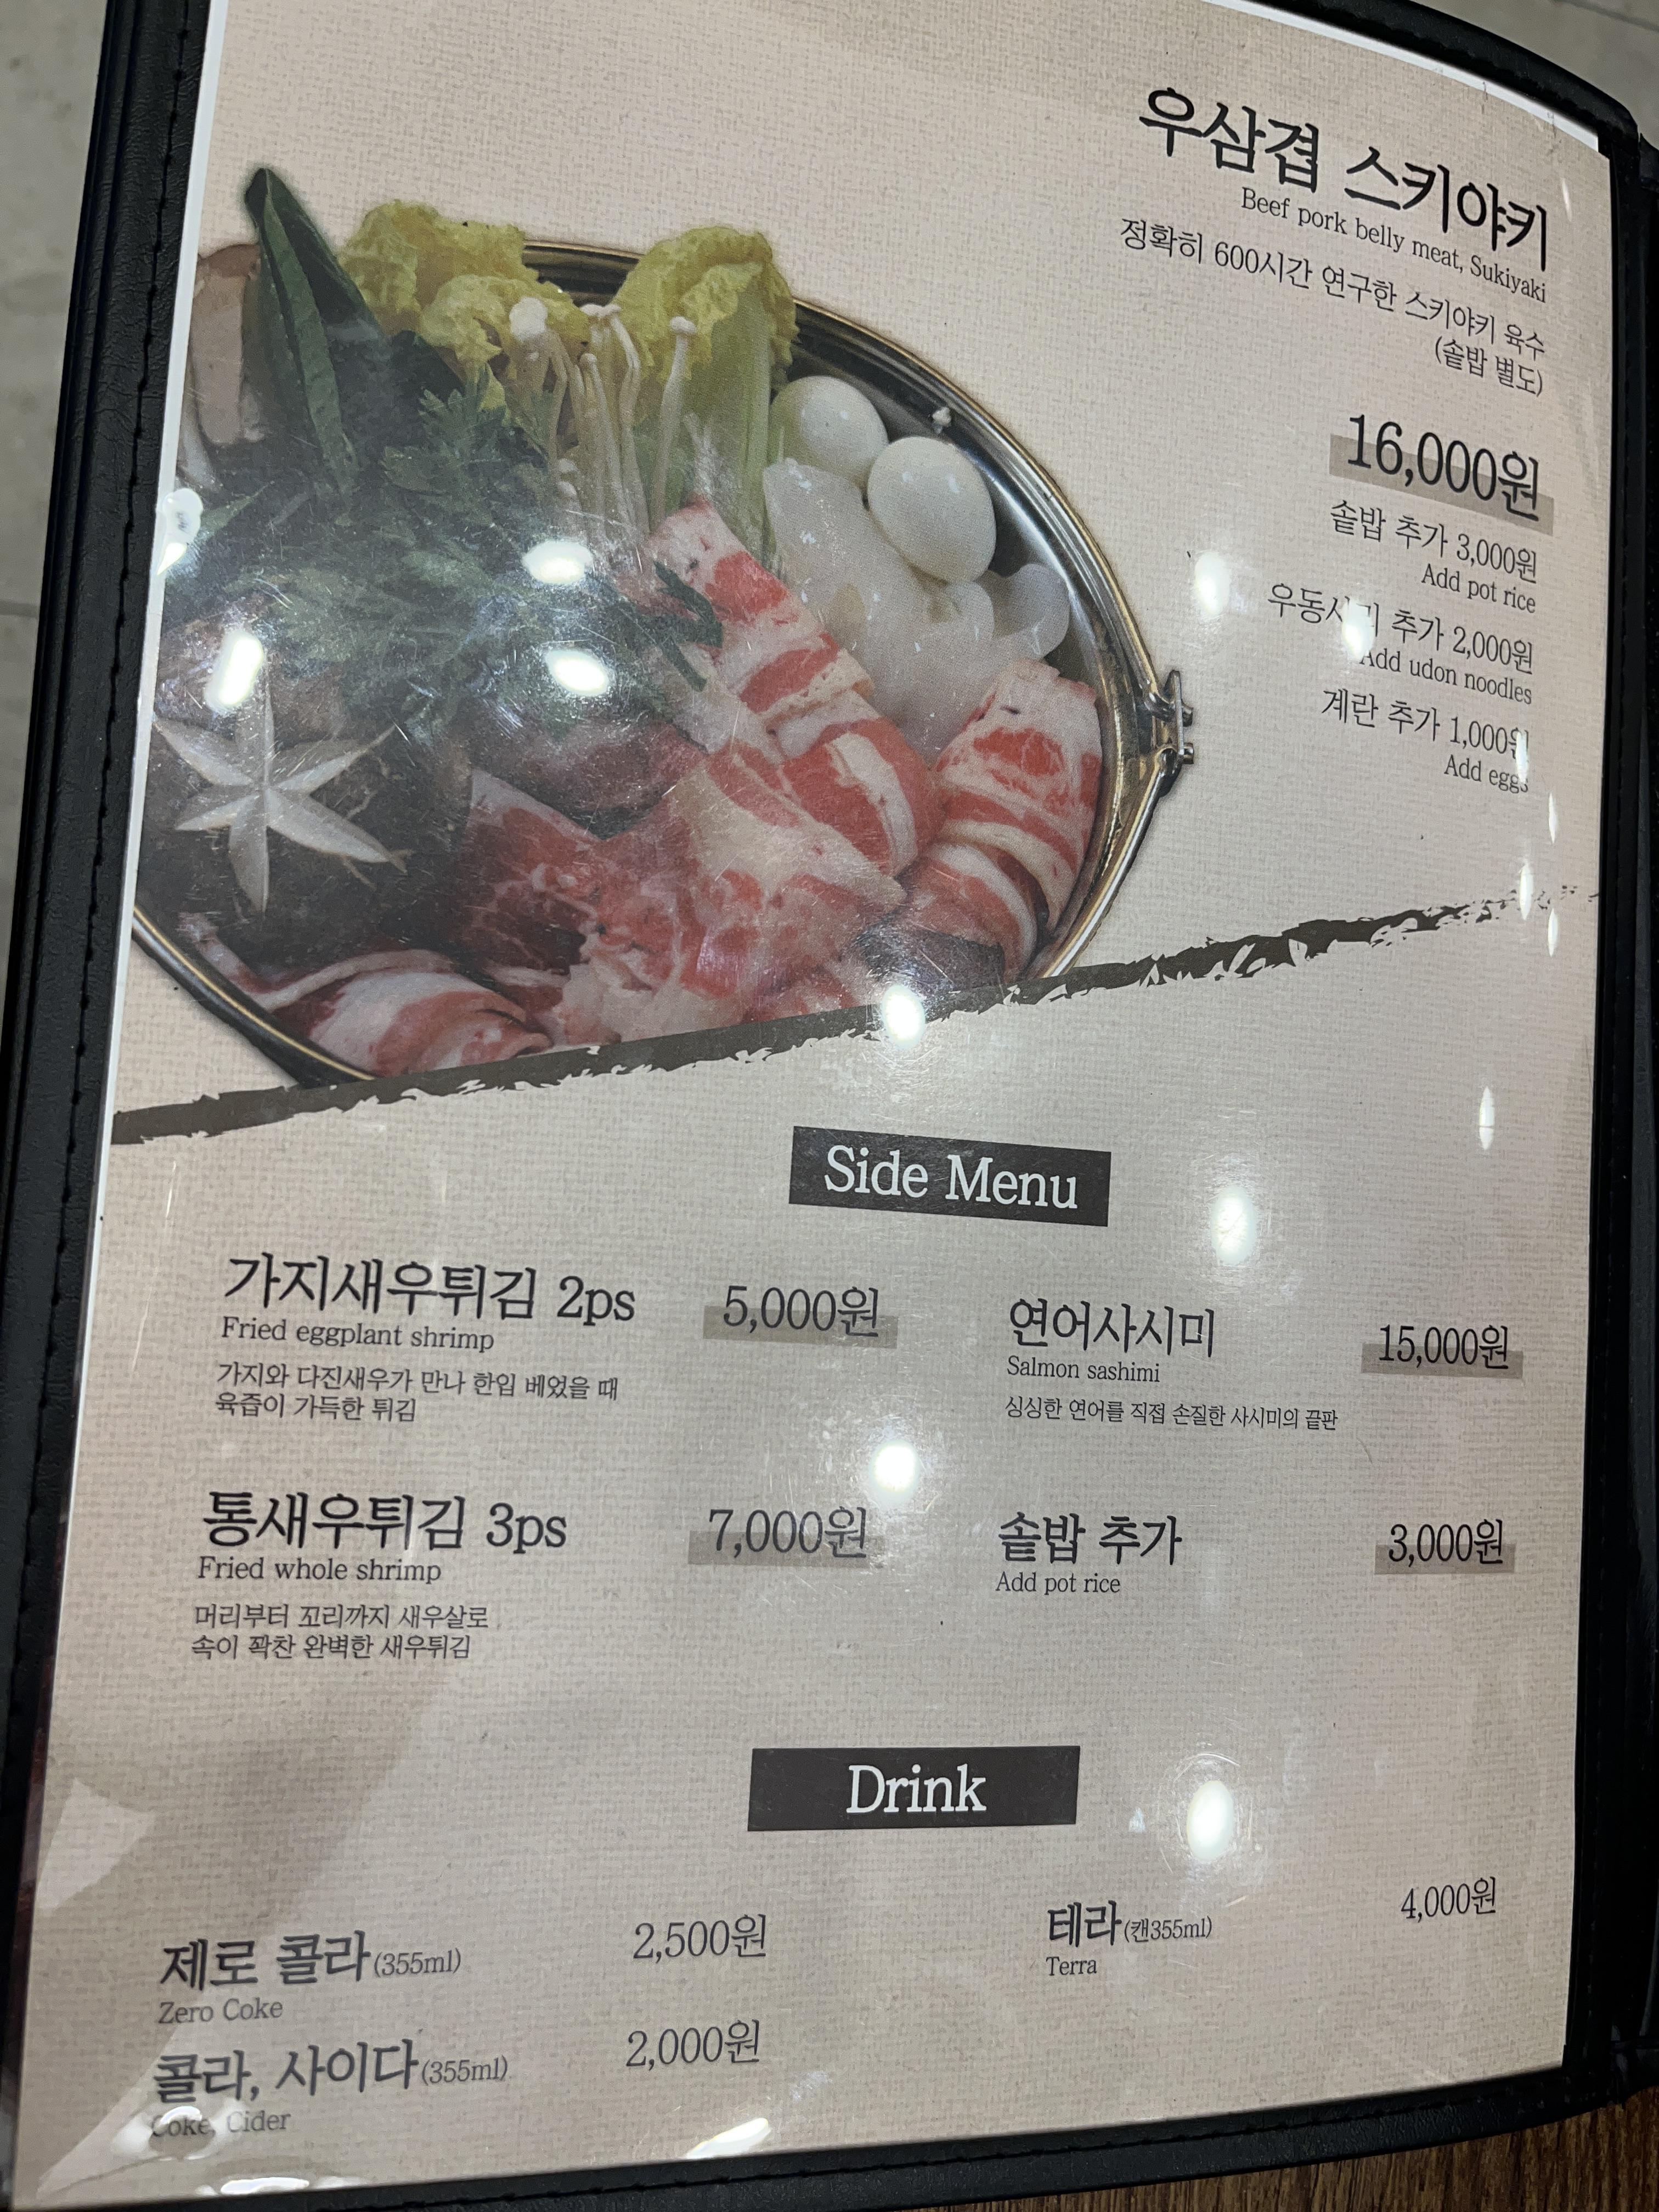 우삼겹 스키야키
Beef pork belly meat, Sukiyaki
정확히 600시간 연구한 스키야키 육수
(솥밥 별도)
16,000원
솥밥 추가 3,000원
Add pot rice
추가 2,000원
Add udon noodles
계란 추가 1,000원
Add eggs
Side Menu
가지새우튀김 2ps 5,000원
Fried eggplant shrimp
가지와 다진새우가 만나 한입 베었을 때
육즙이 가득한 튀김
연어사시미 15,000원
Salmon sashimi
싱싱한 연어를 직접 손질한 사시미의 끝판
통새우튀김 3ps 7,000원
Fried whole shrimp
머리부터 꼬리까지 새우살로
속이 꽉찬 완벽한 새우튀김
솥밥 추가 3,000원
Add pot rice
Drink
제로 콜라(355ml) 2,500원
Zero Coke
콜라, 사이다(355ml) 2,000원
Coke, Cider
테라(캔355ml) 4,000원
Terra